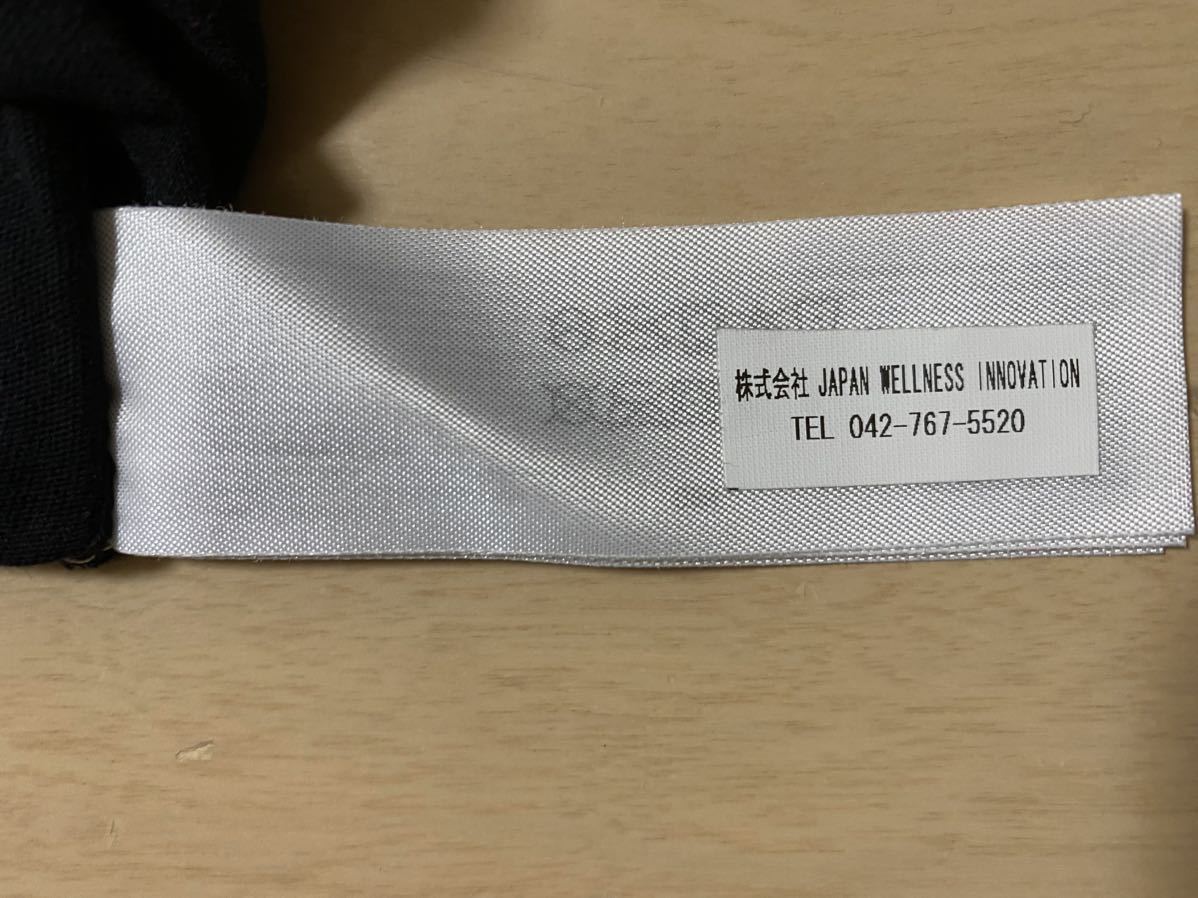 株式会社 JAPAN WELLNESS INNOVATION
TEL 042-767-5520